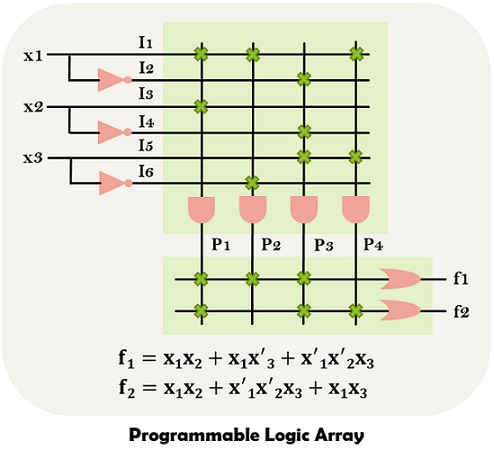 x1 I1
I2
x2 I3
I4
x3 I5
I6
P1 P2 P3 P4
f1
f2
f₁ = x₁x₂ + x₁x′₃ + x′₁x′₂x₃
f₂ = x₁x₂ + x′₁x′₂x₃ + x₁x₃
Programmable Logic Array